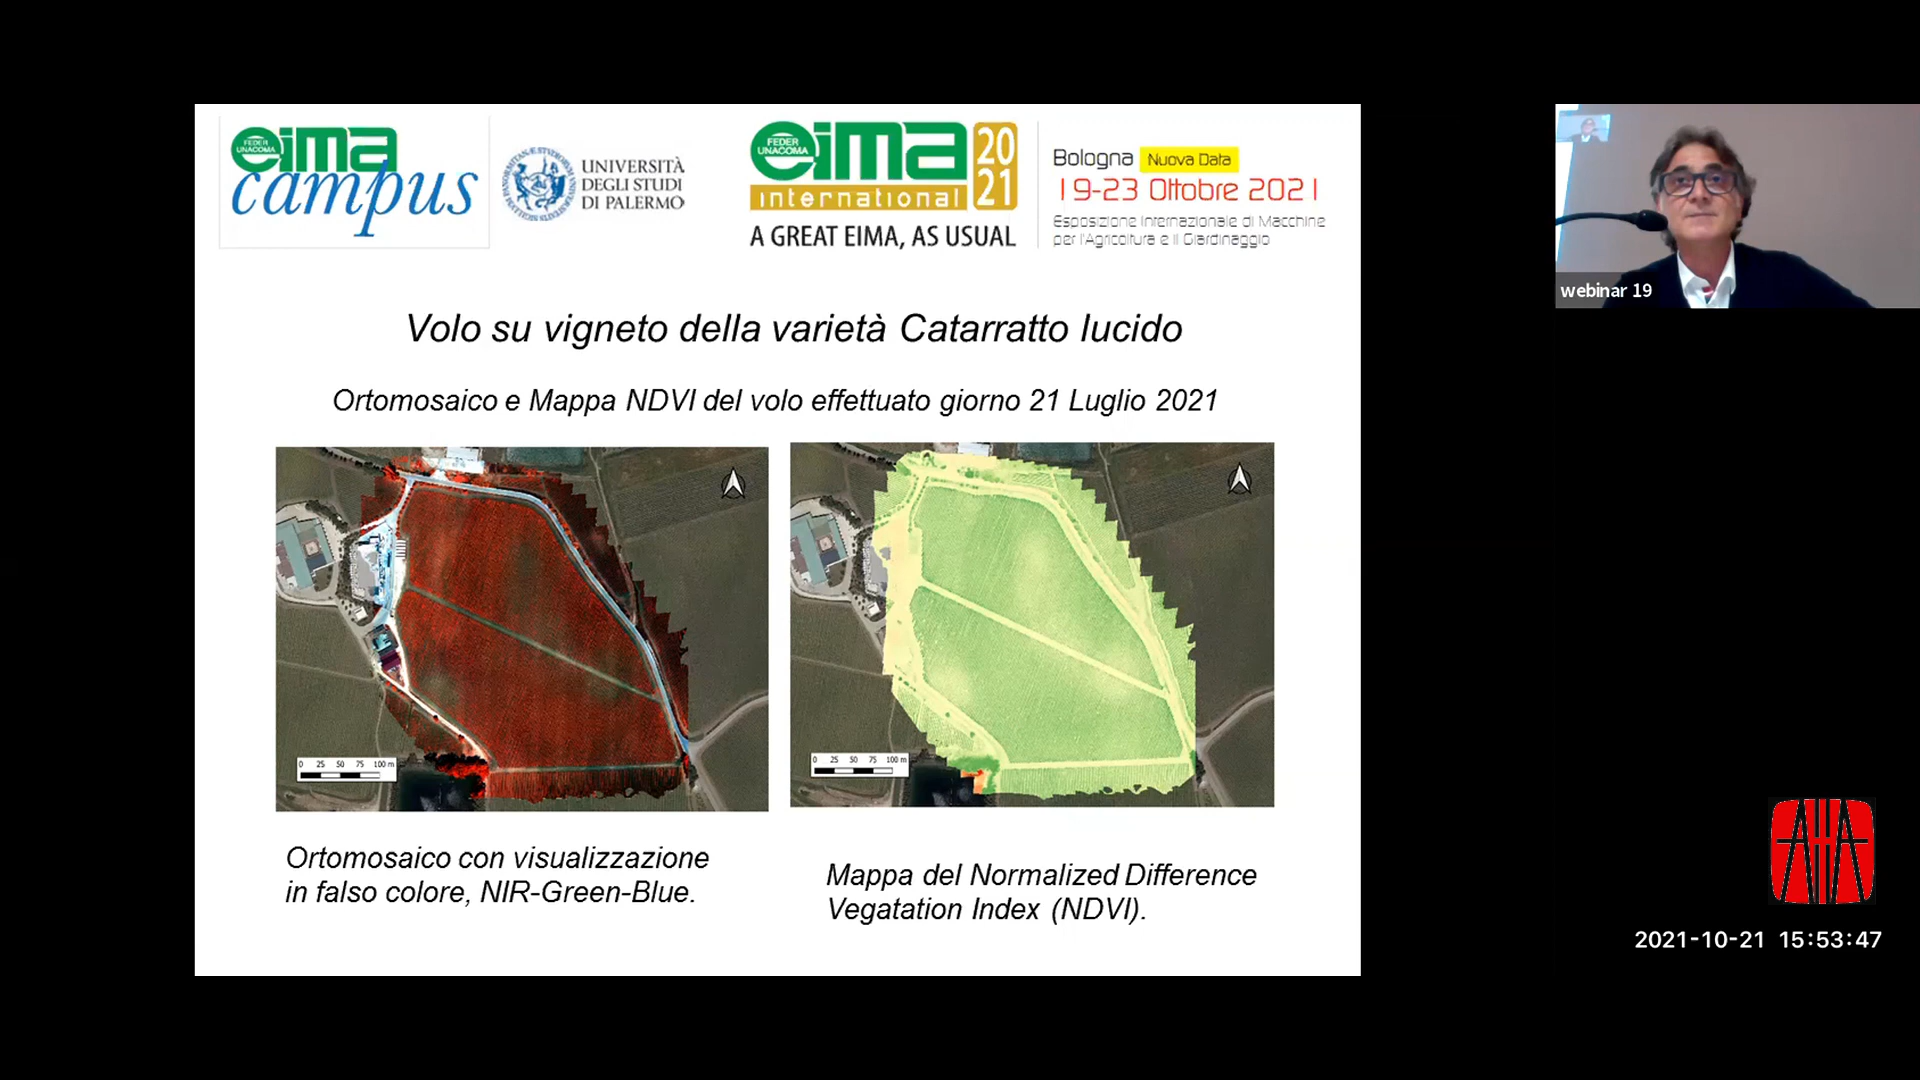 FEDER
UNACOMA
eima
campus
UNIVERSITÀ
DEGLI STUDI
DI PALERMO
FEDER
UNACOMA
eima
international
20
21
A GREAT EIMA, AS USUAL
Bologna Nuova Data
19-23 Ottobre 2021
Esposizione Internazionale di Macchine
per l'Agricoltura e il Giardinaggio
webinar 19
Volo su vigneto della varietà Catarratto lucido
Ortomosaico e Mappa NDVI del volo effettuato giorno 21 Luglio 2021
0 25 50 75 100 m
0 25 50 75 100 m
Ortomosaico con visualizzazione
in falso colore, NIR-Green-Blue.
Mappa del Normalized Difference
Vegatation Index (NDVI).
2021-10-21 15:53:47